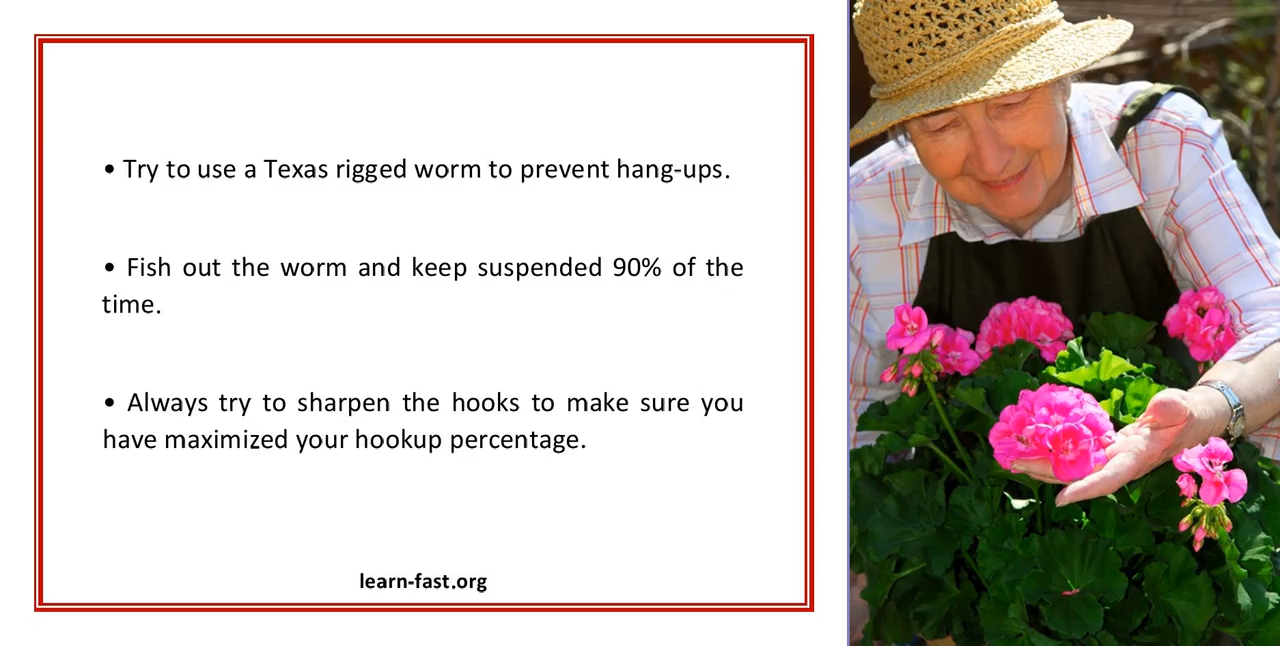 • Try to use a Texas rigged worm to prevent hang-ups.
• Fish out the worm and keep suspended 90% of the
time.
• Always try to sharpen the hooks to make sure you
have maximized your hookup percentage.
learn-fast.org